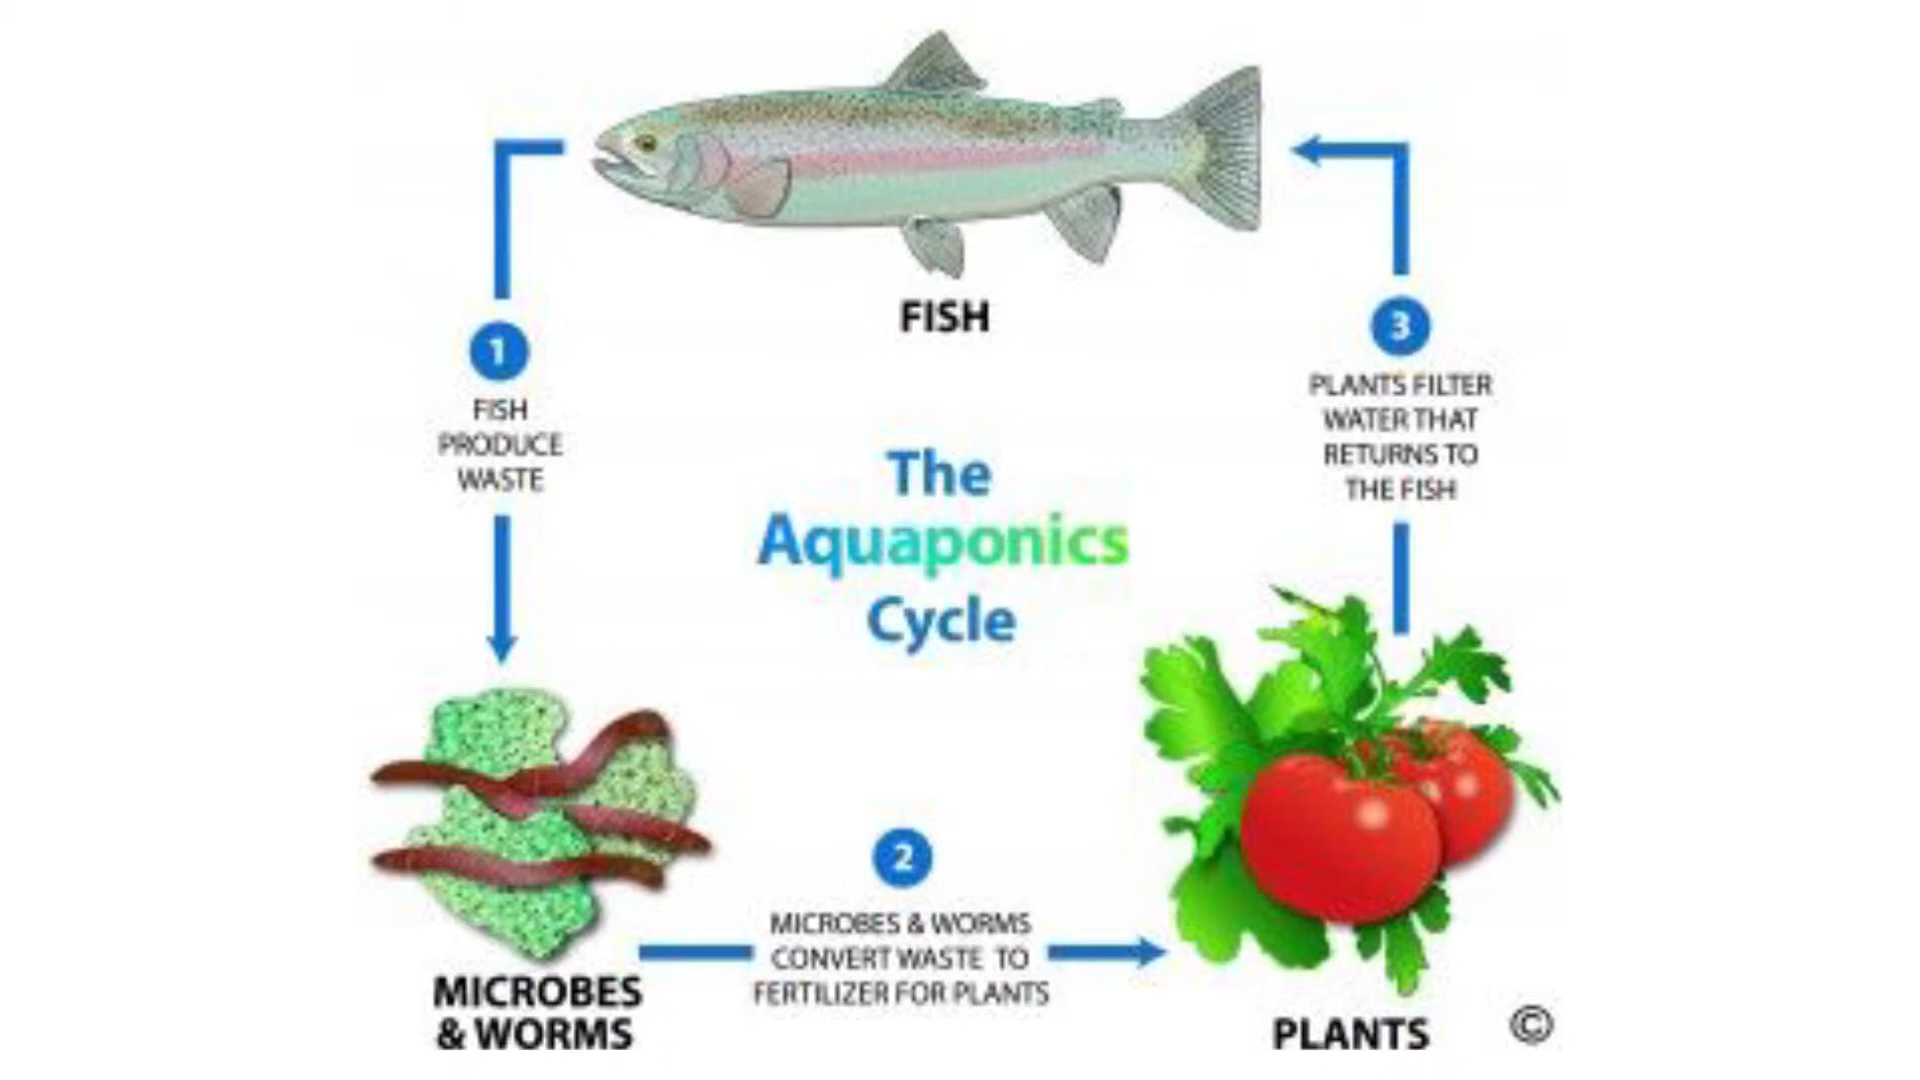 FISH
1
FISH
PRODUCE
WASTE
The
Aquaponics
Cycle
3
PLANTS FILTER
WATER THAT
RETURNS TO
THE FISH
MICROBES
& WORMS
2
MICROBES & WORMS
CONVERT WASTE TO
FERTILIZER FOR PLANTS
PLANTS
©